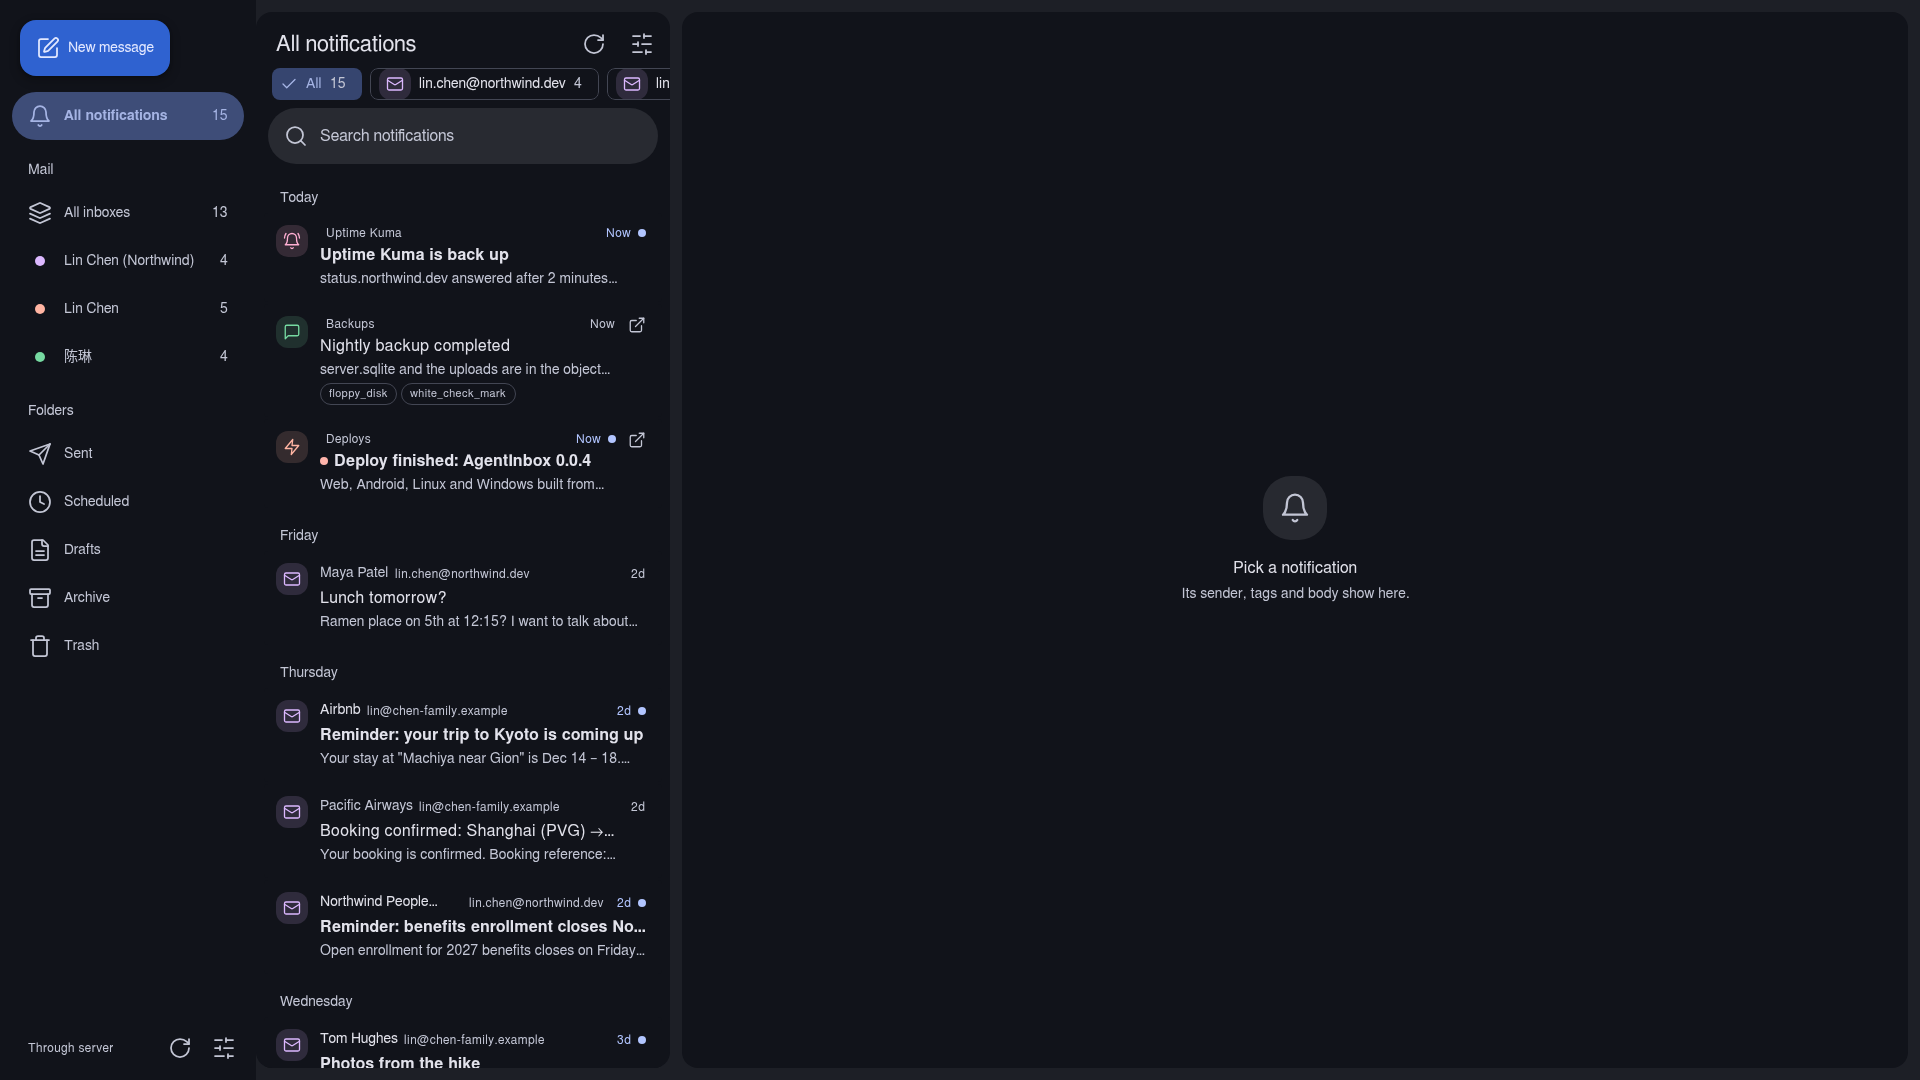 New message
All notifications 15
Mail
All inboxes 13
Lin Chen (Northwind) 4
Lin Chen 5
陈琳 4
Folders
Sent
Scheduled
Drafts
Archive
Trash
Through server
All notifications
All 15 lin.chen@northwind.dev 4 lin
Search notifications
Today
Uptime Kuma Now
Uptime Kuma is back up
status.northwind.dev answered after 2 minutes...
Backups Now
Nightly backup completed
server.sqlite and the uploads are in the object...
floppy_disk white_check_mark
Deploys Now
Deploy finished: AgentInbox 0.0.4
Web, Android, Linux and Windows built from...
Friday
Maya Patel lin.chen@northwind.dev 2d
Lunch tomorrow?
Ramen place on 5th at 12:15? I want to talk about...
Thursday
Airbnb lin@chen-family.example 2d
Reminder: your trip to Kyoto is coming up
Your stay at "Machiya near Gion" is Dec 14 – 18....
Pacific Airways lin@chen-family.example 2d
Booking confirmed: Shanghai (PVG) →...
Your booking is confirmed. Booking reference:...
Northwind People... lin.chen@northwind.dev 2d
Reminder: benefits enrollment closes No...
Open enrollment for 2027 benefits closes on Friday...
Wednesday
Tom Hughes lin@chen-family.example 3d
Photos from the hike
Pick a notification
Its sender, tags and body show here.